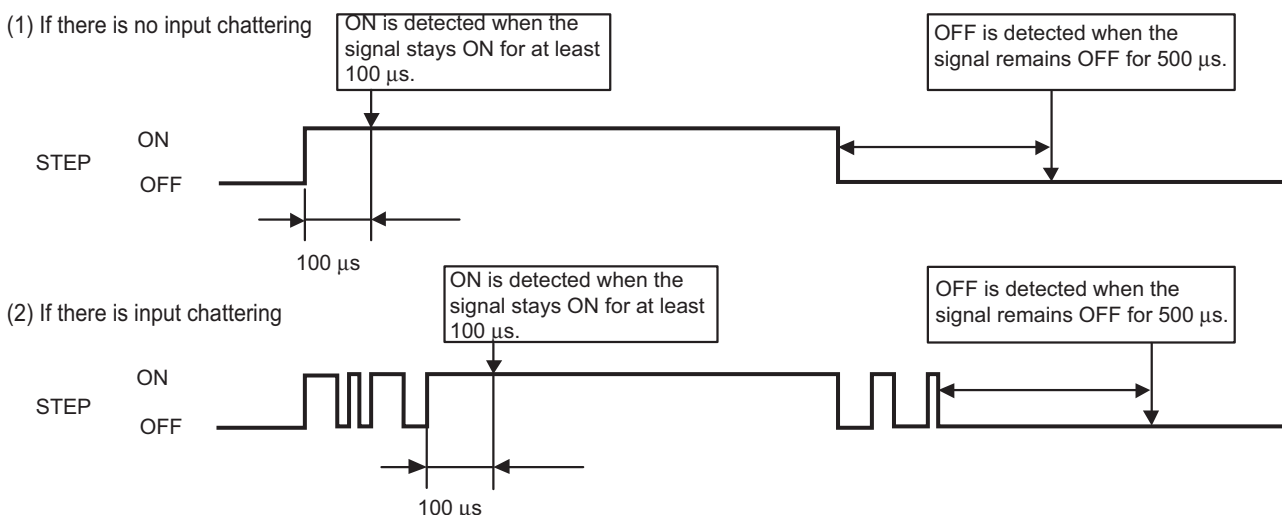 (1) If there is no input chattering
ON is detected when the
signal stays ON for at least
100 μs.
OFF is detected when the
signal remains OFF for 500 μs.
ON
STEP
OFF
100 μs
(2) If there is input chattering
ON is detected when the
signal stays ON for at least
100 μs.
OFF is detected when the
signal remains OFF for 500 μs.
ON
STEP
OFF
100 μs